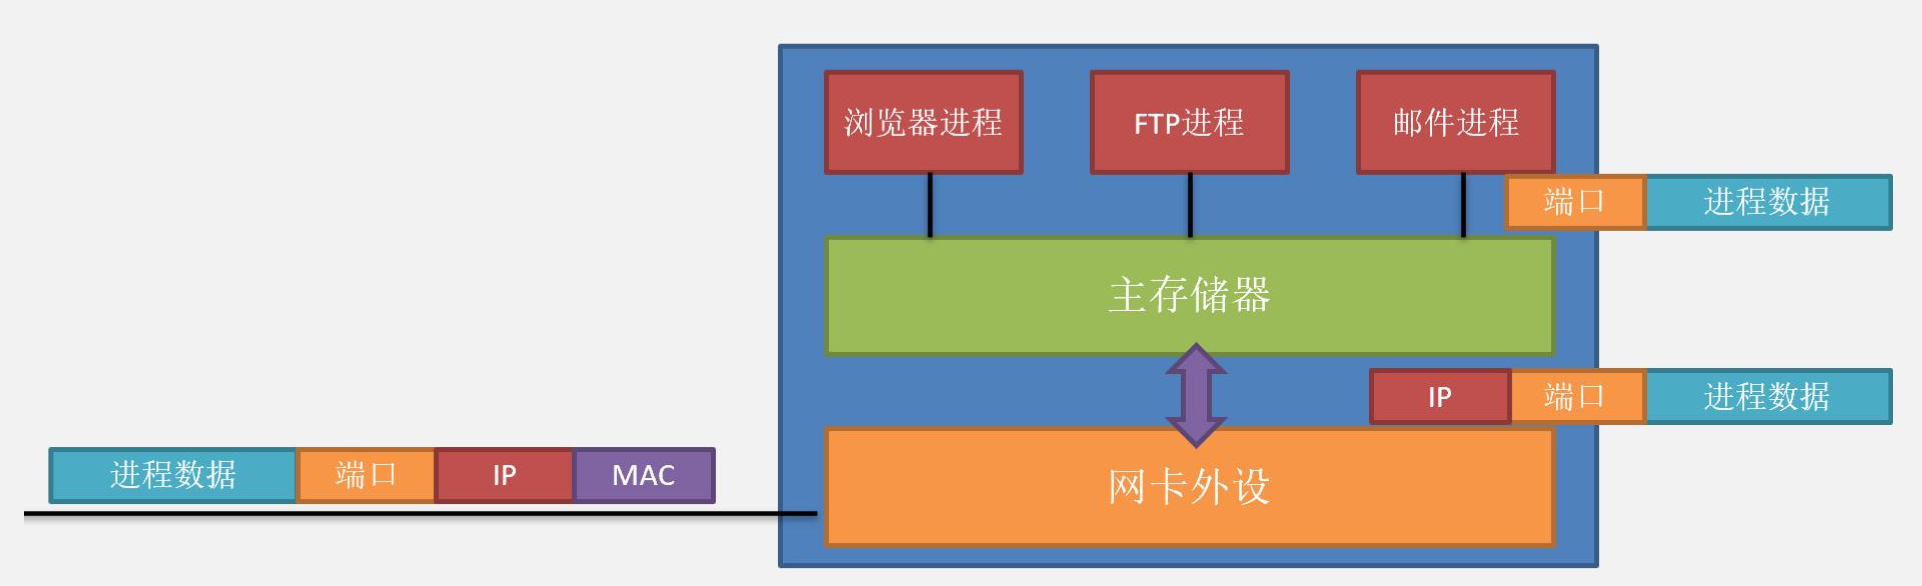 浏览器进程
FTP进程
邮件进程
端口
进程数据
主存储器
IP
端口
进程数据
进程数据
端口
IP
MAC
网卡外设